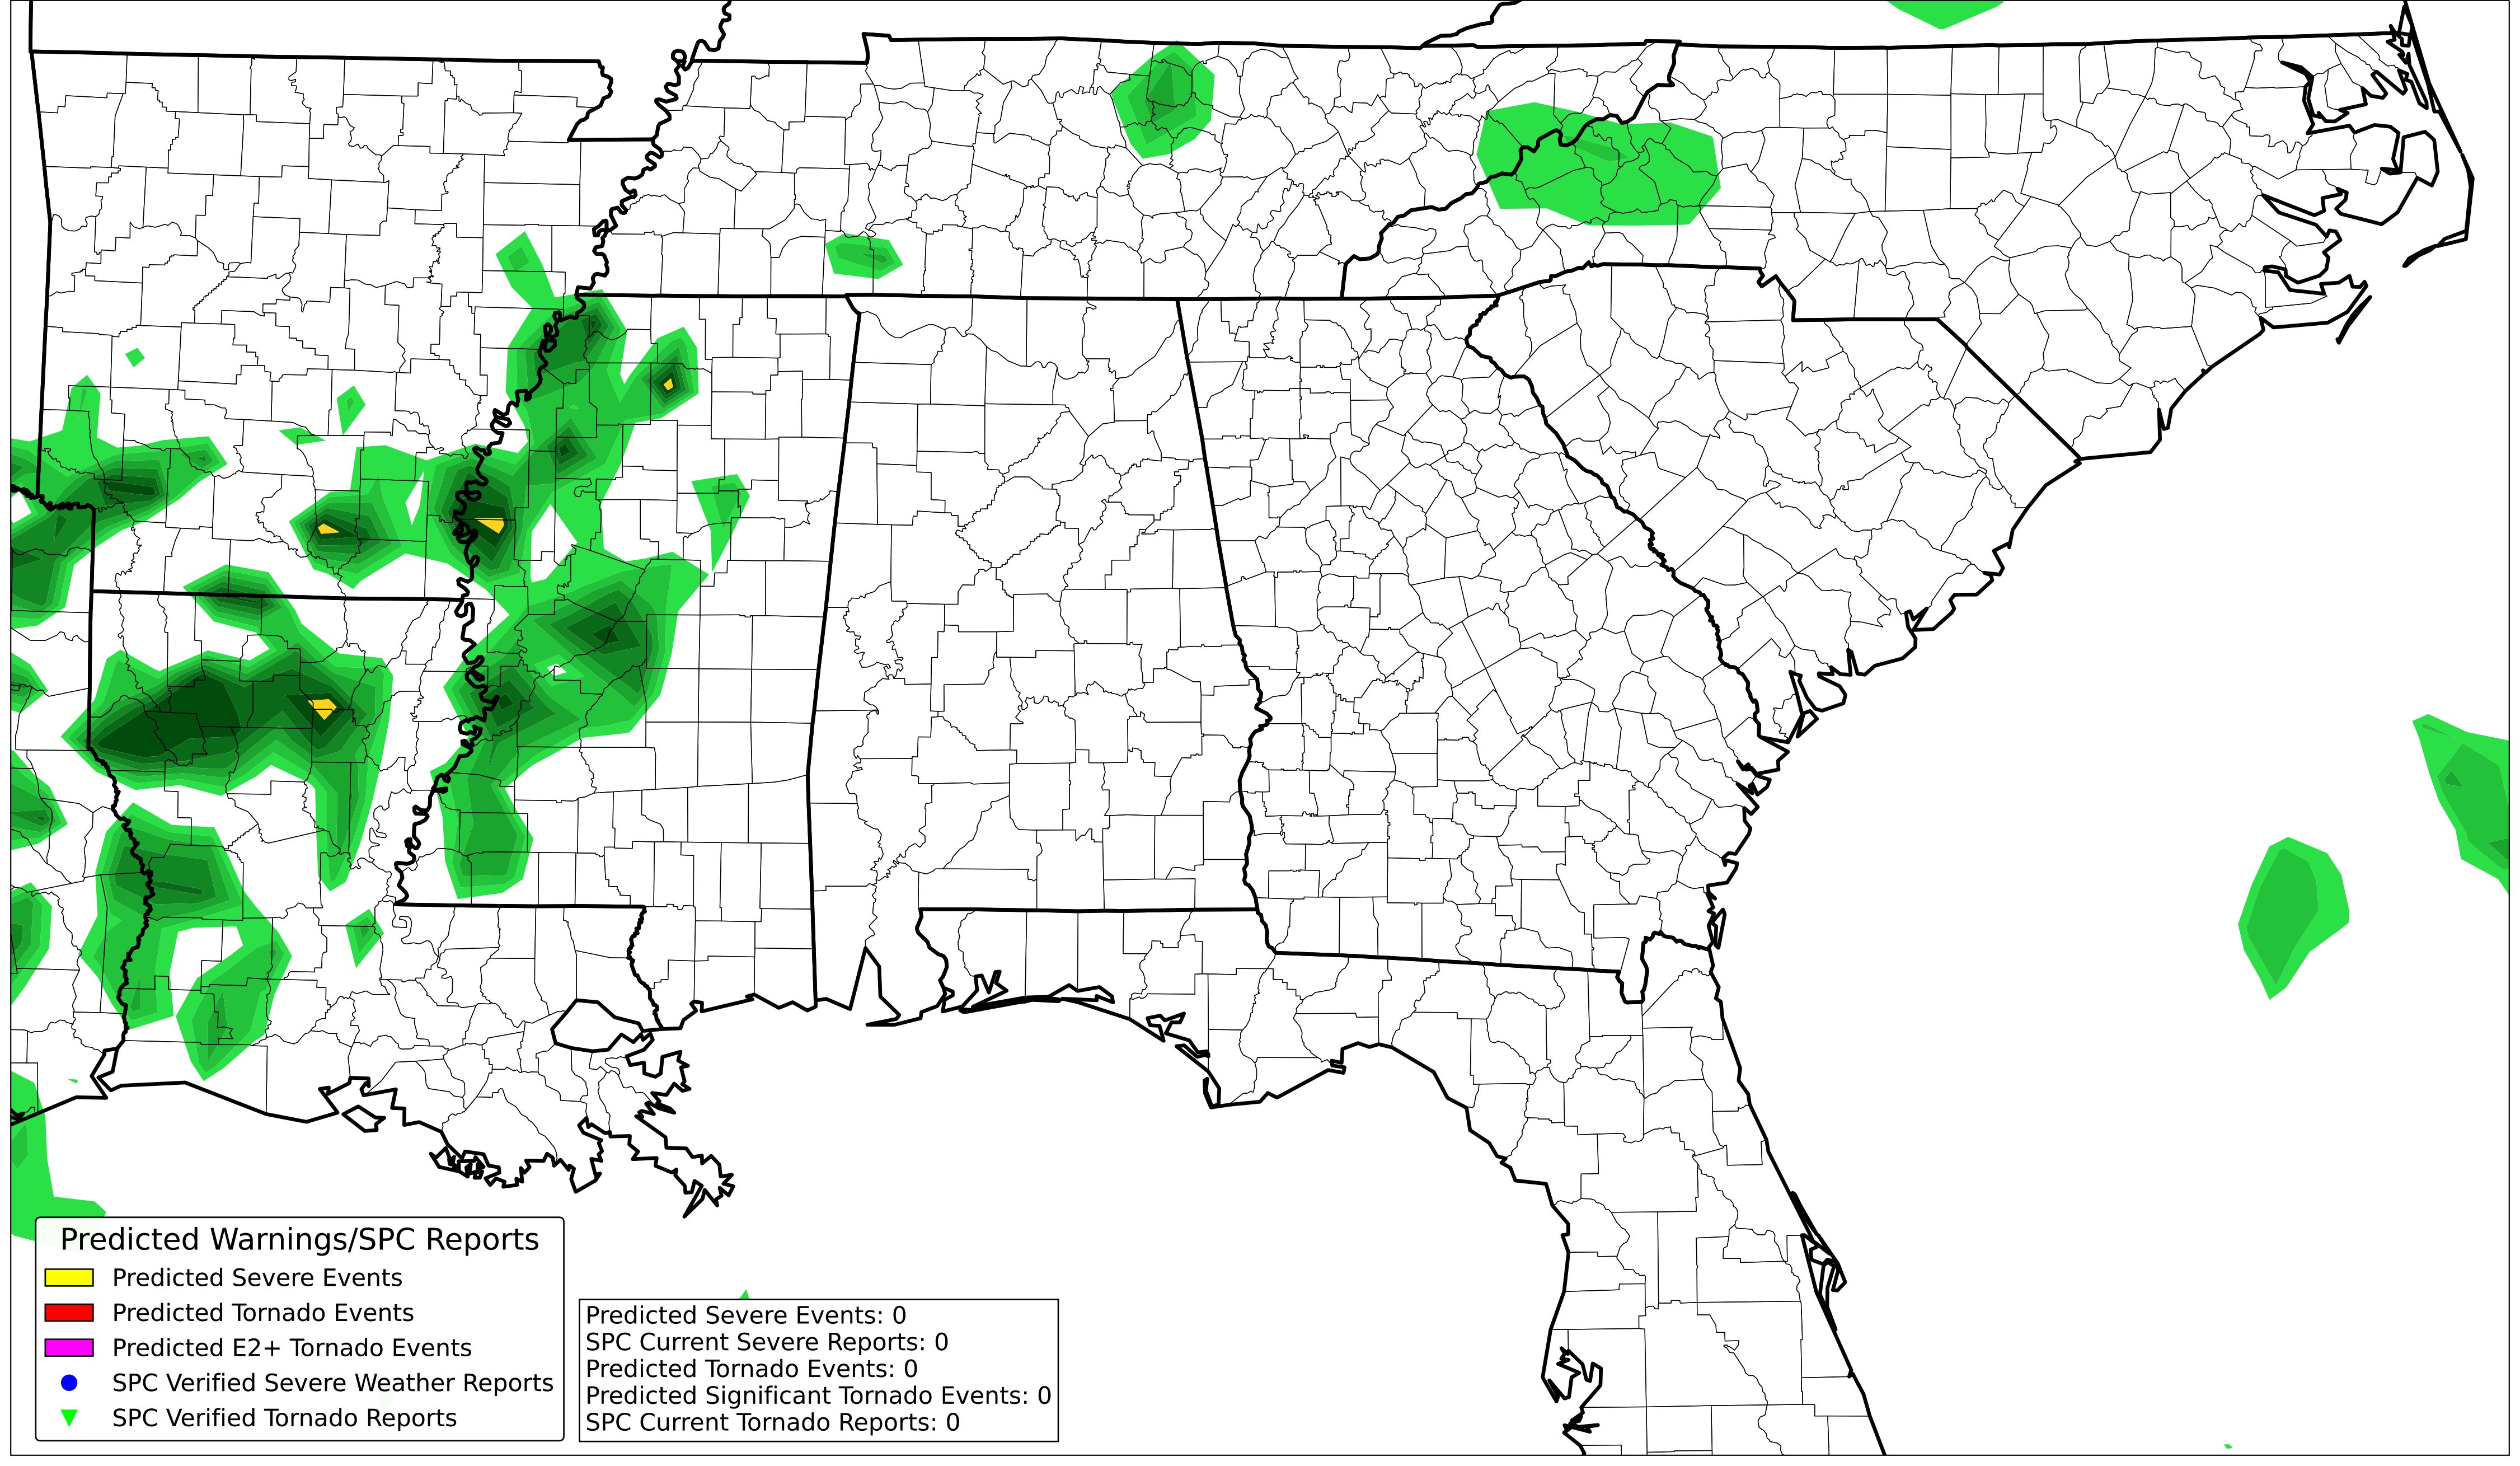 Predicted Warnings/SPC Reports
Predicted Severe Events
Predicted Tornado Events
Predicted E2+ Tornado Events
SPC Verified Severe Weather Reports
SPC Verified Tornado Reports
Predicted Severe Events: 0
SPC Current Severe Reports: 0
Predicted Tornado Events: 0
Predicted Significant Tornado Events: 0
SPC Current Tornado Reports: 0